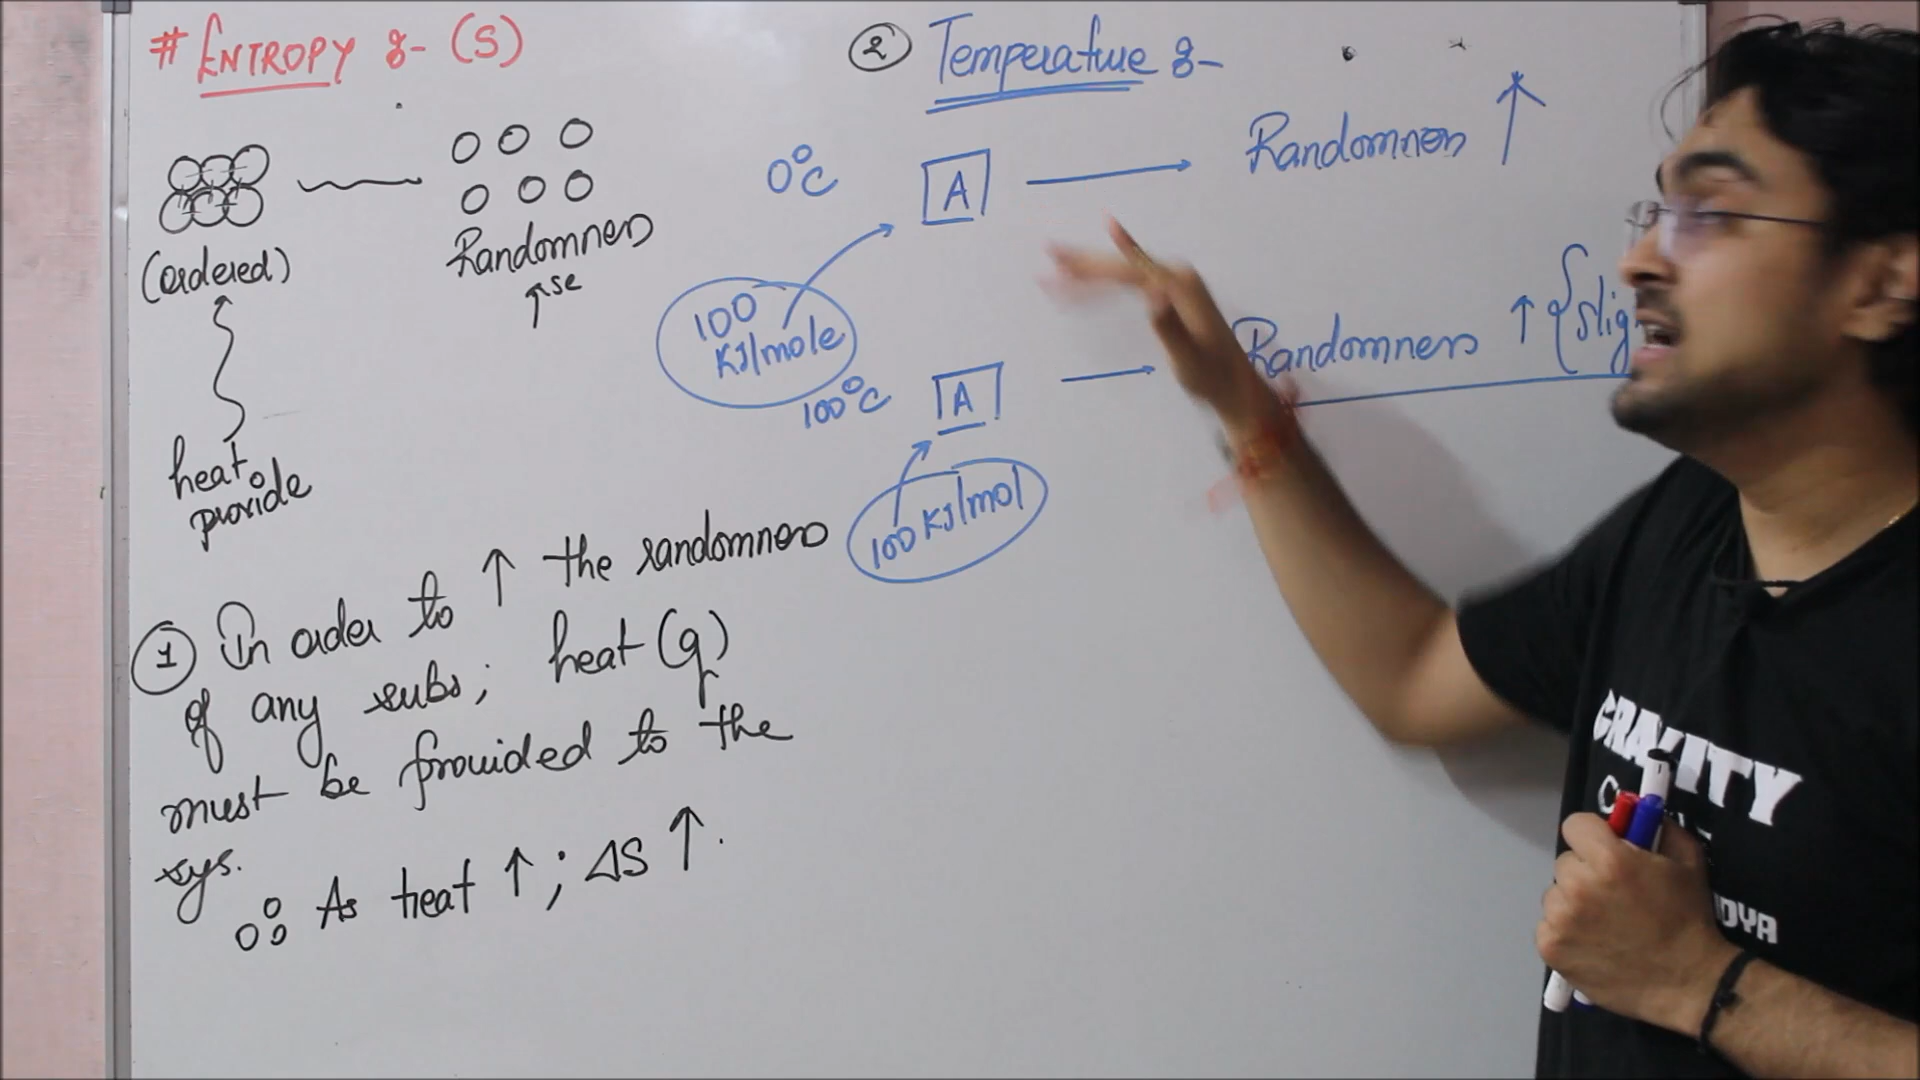 # ENTROPY :- (S)
(ordered)
Randomness
↑se
heat
provide
① In order to ↑ the randomness
of any subs; heat (q)
must be provided to the
sys.
∴ As heat ↑; ΔS ↑.
② Temperature :-
0°C A → Randomness ↑
100
KJ/mole
100°C A → Randomness ↑ {slig
100 KJ/mol
GRAVITY